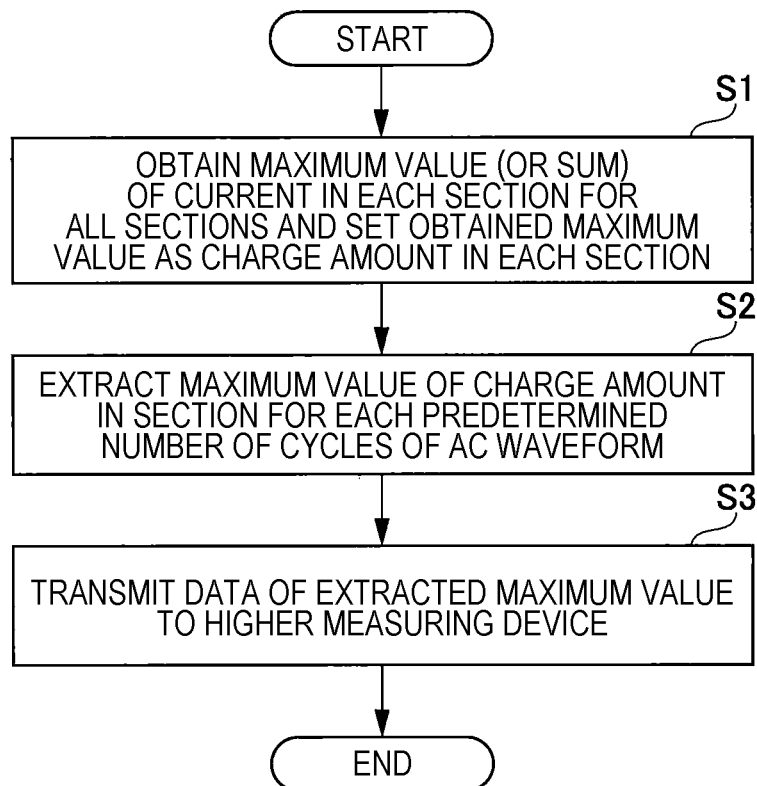 START
S1
OBTAIN MAXIMUM VALUE (OR SUM)
OF CURRENT IN EACH SECTION FOR
ALL SECTIONS AND SET OBTAINED MAXIMUM
VALUE AS CHARGE AMOUNT IN EACH SECTION
S2
EXTRACT MAXIMUM VALUE OF CHARGE AMOUNT
IN SECTION FOR EACH PREDETERMINED
NUMBER OF CYCLES OF AC WAVEFORM
S3
TRANSMIT DATA OF EXTRACTED MAXIMUM VALUE
TO HIGHER MEASURING DEVICE
END